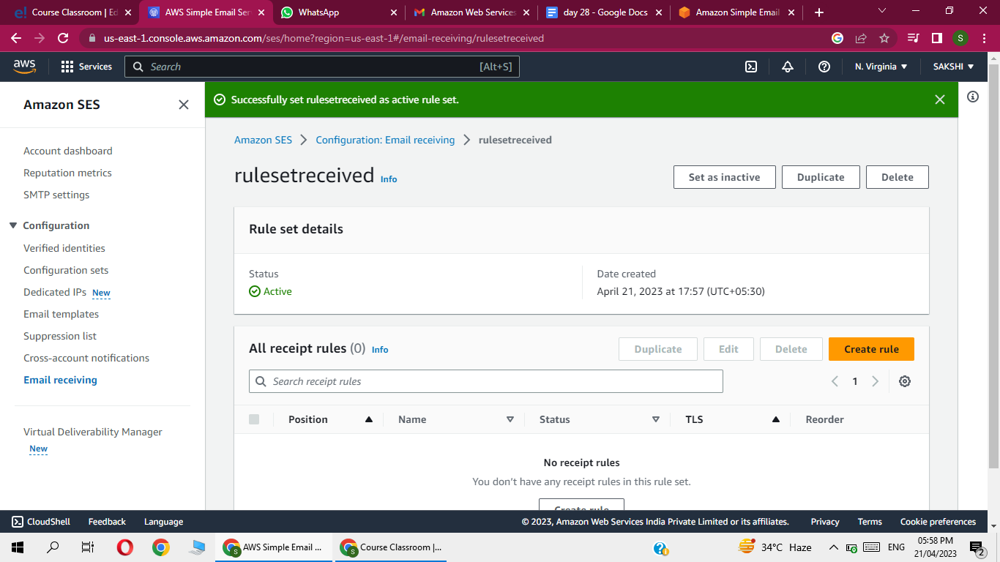 Course Classroom | Ed
AWS Simple Email Ser
WhatsApp
Amazon Web Services
day 28 - Google Docs
Amazon Simple Email
us-east-1.console.aws.amazon.com/ses/home?region=us-east-1#/email-receiving/rulesetreceived
S
aws
Services
Search
[Alt+S]
N. Virginia
SAKSHI
Amazon SES
Successfully set rulesetreceived as active rule set.
Account dashboard
Reputation metrics
SMTP settings
Configuration
Verified identities
Configuration sets
Dedicated IPs New
Email templates
Suppression list
Cross-account notifications
Email receiving
Virtual Deliverability Manager
New
Amazon SES > Configuration: Email receiving > rulesetreceived
rulesetreceived Info
Set as inactive
Duplicate
Delete
Rule set details
Status
Active
Date created
April 21, 2023 at 17:57 (UTC+05:30)
All receipt rules (0) Info
Duplicate
Edit
Delete
Create rule
Search receipt rules
1
Position
Name
Status
TLS
Reorder
No receipt rules
You don't have any receipt rules in this rule set.
Create rule
CloudShell
Feedback
Language
© 2023, Amazon Web Services India Private Limited or its affiliates.
Privacy
Terms
Cookie preferences
AWS Simple Email ...
Course Classroom |...
34°C Haze
ENG
05:58 PM
21/04/2023
2